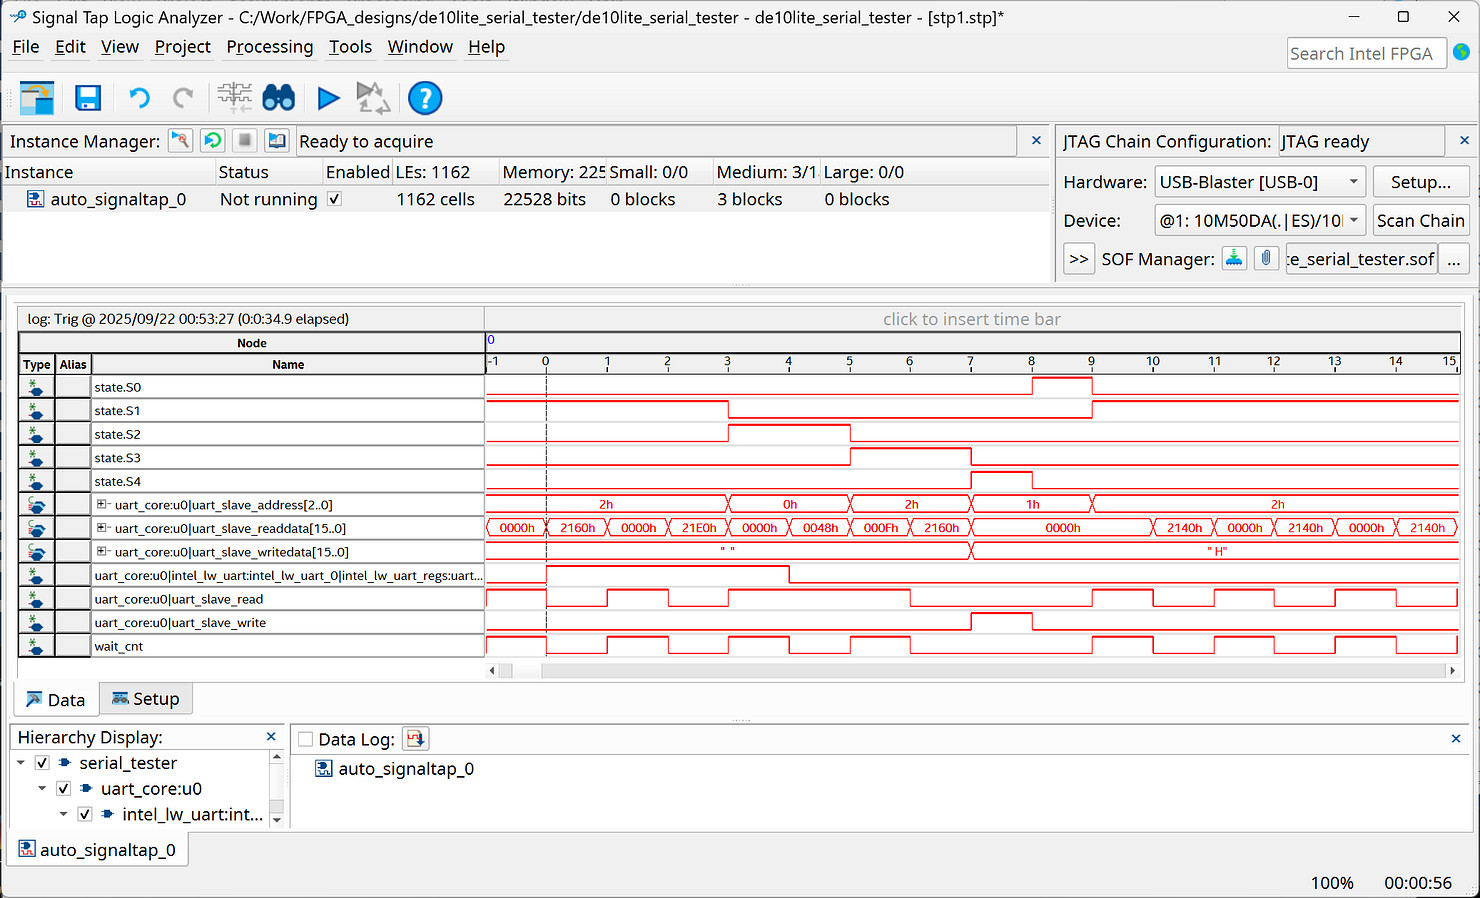 Signal Tap Logic Analyzer - C:/Work/FPGA_designs/de10lite_serial_tester/de10lite_serial_tester - de10lite_serial_tester - [stp1.stp]*
File Edit View Project Processing Tools Window Help
Search Intel FPGA
Instance Manager: Ready to acquire
JTAG Chain Configuration: JTAG ready
Instance Status Enabled LEs: 1162 Memory: 225 Small: 0/0 Medium: 3/1 Large: 0/0
auto_signaltap_0 Not running 1162 cells 22528 bits 0 blocks 3 blocks 0 blocks
Hardware: USB-Blaster [USB-0] Setup...
Device: @1: 10M50DA(.|ES)/10 Scan Chain
>> SOF Manager: :e_serial_tester.sof ...
log: Trig @ 2025/09/22 00:53:27 (0:0:34.9 elapsed)
click to insert time bar
Node
0
Type Alias Name
-1 0 1 2 3 4 5 6 7 8 9 10 11 12 13 14 15
state.S0
state.S1
state.S2
state.S3
state.S4
uart_core:u0|uart_slave_address[2..0] 2h 0h 2h 1h 2h
uart_core:u0|uart_slave_readdata[15..0] 0000h 2160h 0000h 21E0h 0000h 0048h 000Fh 2160h 0000h 2140h 0000h 2140h 0000h 2140h
uart_core:u0|uart_slave_writedata[15..0] " " " H"
uart_core:u0|intel_lw_uart:intel_lw_uart_0|intel_lw_uart_regs:uart...
uart_core:u0|uart_slave_read
uart_core:u0|uart_slave_write
wait_cnt
Data Setup
Hierarchy Display:
serial_tester
uart_core:u0
intel_lw_uart:int...
Data Log:
auto_signaltap_0
auto_signaltap_0
100% 00:00:56